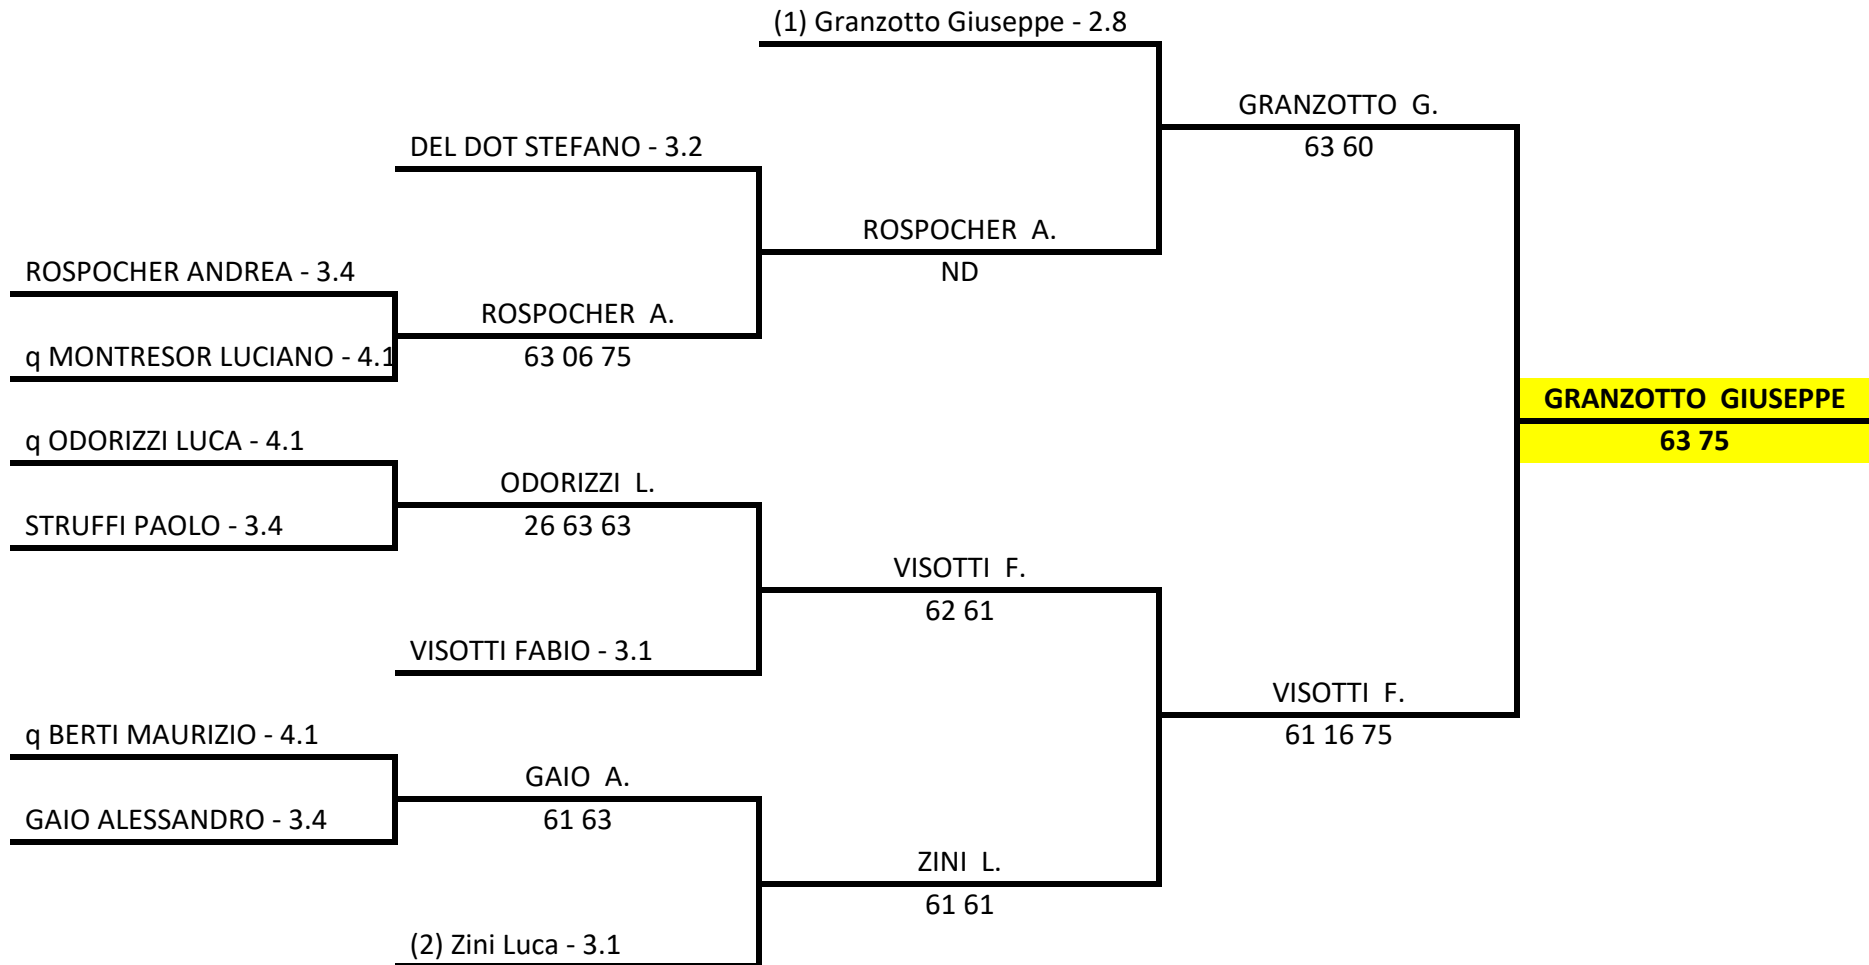 (1) Granzotto Giuseppe - 2.8
GRANZOTTO G.
63 60
DEL DOT STEFANO - 3.2
ROSPOCHER A.
ND
ROSPOCHER ANDREA - 3.4
ROSPOCHER A.
63 06 75
q MONTRESOR LUCIANO - 4.1
GRANZOTTO GIUSEPPE
63 75
q ODORIZZI LUCA - 4.1
ODORIZZI L.
26 63 63
STRUFFI PAOLO - 3.4
VISOTTI F.
62 61
VISOTTI FABIO - 3.1
VISOTTI F.
61 16 75
q BERTI MAURIZIO - 4.1
GAIO A.
61 63
GAIO ALESSANDRO - 3.4
ZINI L.
61 61
(2) Zini Luca - 3.1